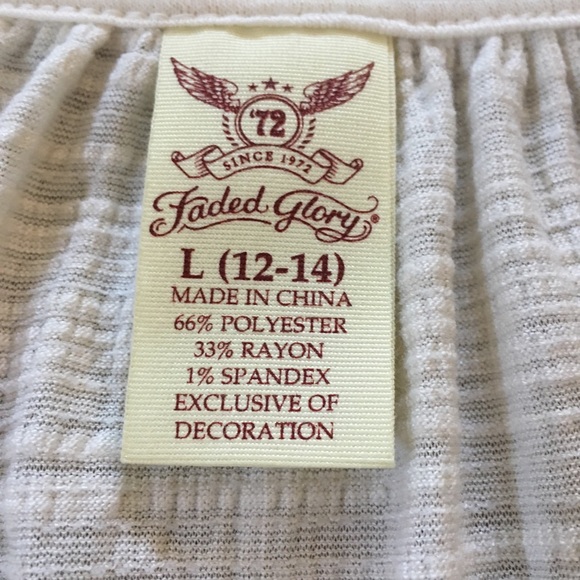 '72
SINCE 1972
Faded Glory®
L (12-14)
MADE IN CHINA
66% POLYESTER
33% RAYON
1% SPANDEX
EXCLUSIVE OF
DECORATION